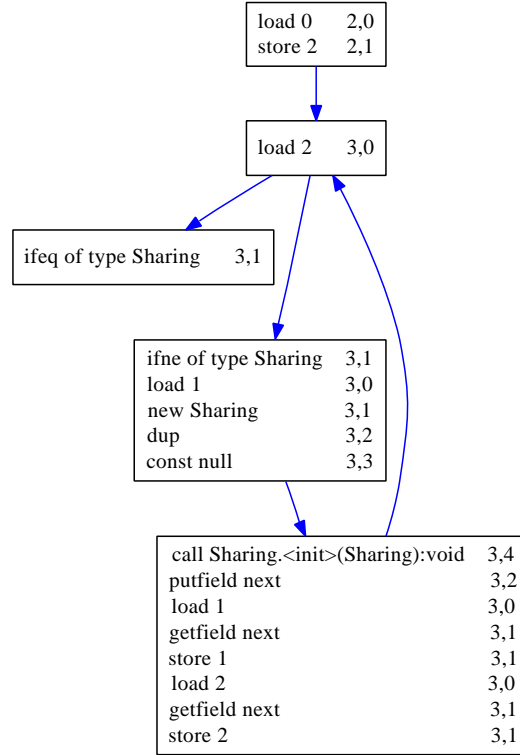 load 0 2,0
store 2 2,1
load 2 3,0
ifeq of type Sharing 3,1
ifne of type Sharing 3,1
load 1 3,0
new Sharing 3,1
dup 3,2
const null 3,3
call Sharing.<init>(Sharing):void 3,4
putfield next 3,2
load 1 3,0
getfield next 3,1
store 1 3,1
load 2 3,0
getfield next 3,1
store 2 3,1